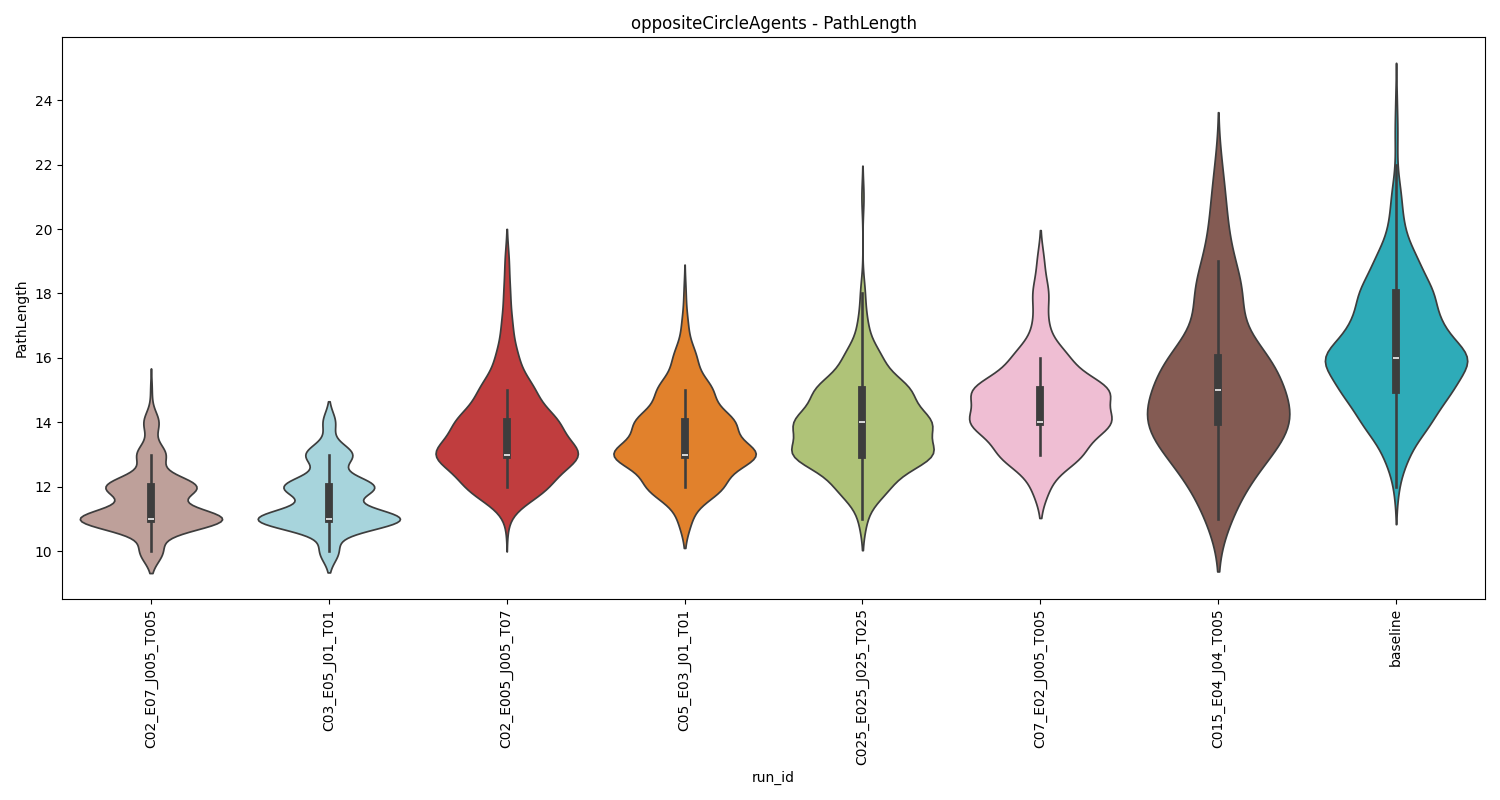 oppositeCircleAgents - PathLength
PathLength
24
22
20
18
16
14
12
10
C02_E07_J005_T005
C03_E05_J01_T01
C02_E005_J005_T07
C05_E03_J01_T01
C025_E025_J025_T025
C07_E02_J005_T005
C015_E04_J04_T005
baseline
run_id